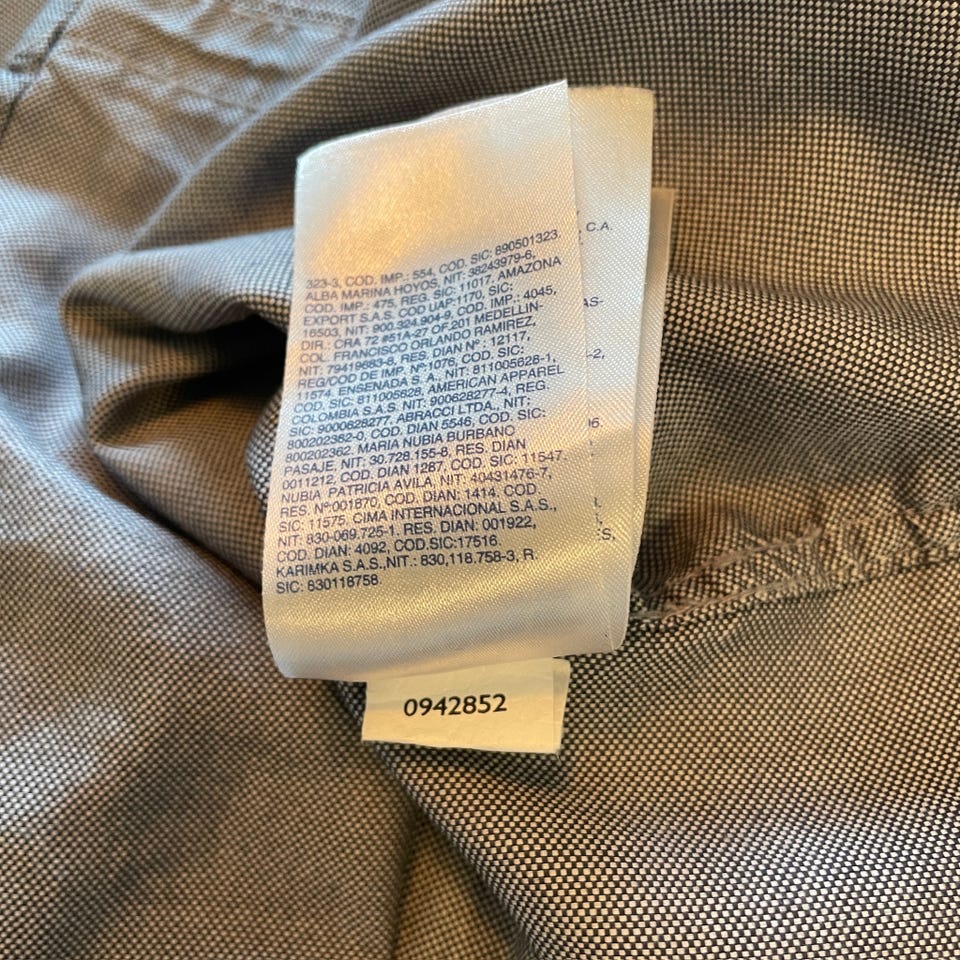 323-3, COD. IMP.: 554, COD. SIC: 890501323.
ALBA MARINA HOYOS, NIT: 38243979-6,
COD. IMP.: 475, REG. SIC: 11017, AMAZONA
EXPORT S.A.S. COD UAP:1170, SIC:
16503, NIT: 900.324.904-9, COD. IMP.: 4045,
DIR.: CRA 72 #51A-27 OF.201 MEDELLIN-
COL. FRANCISCO ORLANDO RAMIREZ,
NIT: 79419683-8, RES. DIAN Nº : 12117,
REG/COD DE IMP. Nº:1076, COD. SIC:
11574. ENSENADA S. A., NIT: 811005628-1,
COD. SIC: 811005628, AMERICAN APPAREL
COLOMBIA S.A.S. NIT: 900628277-4, REG.
SIC: 9000628277. ABRACCI LTDA., NIT:
800202362-0, COD. DIAN 5546, COD. SIC:
800202362. MARIA NUBIA BURBANO
PASAJE, NIT: 30.728.155-8, RES. DIAN
0011212, COD. DIAN 1287, COD. SIC: 11547.
NUBIA PATRICIA AVILA, NIT: 40431476-7,
RES. Nº:001870, COD. DIAN: 1414. COD.
SIC: 11575, CIMA INTERNACIONAL S.A.S.,
NIT: 830-069.725-1. RES. DIAN: 001922,
COD. DIAN: 4092, COD.SIC:17516.
KARIMKA S.A.S.,NIT.: 830,118.758-3, R.
SIC: 830118758.
, C.A.
AS-
-2,
S,
0942852